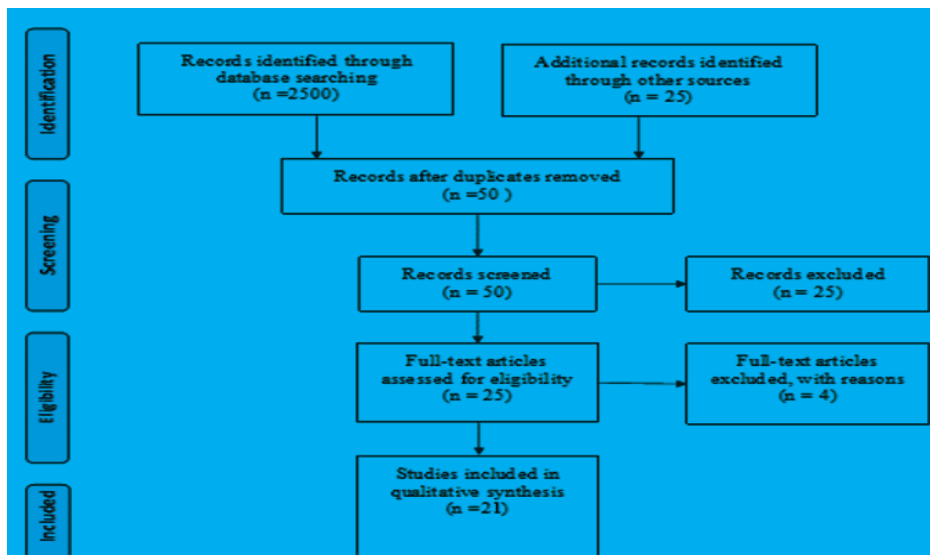 Identification
Records identified through
database searching
(n =2500)
Additional records identified
through other sources
(n = 25)
Records after duplicates removed
(n =50 )
Screening
Records screened
(n = 50)
Records excluded
(n = 25)
Eligibility
Full-text articles
assessed for eligibility
(n = 25)
Full-text articles
excluded, with reasons
(n = 4)
Included
Studies included in
qualitative synthesis
(n =21)